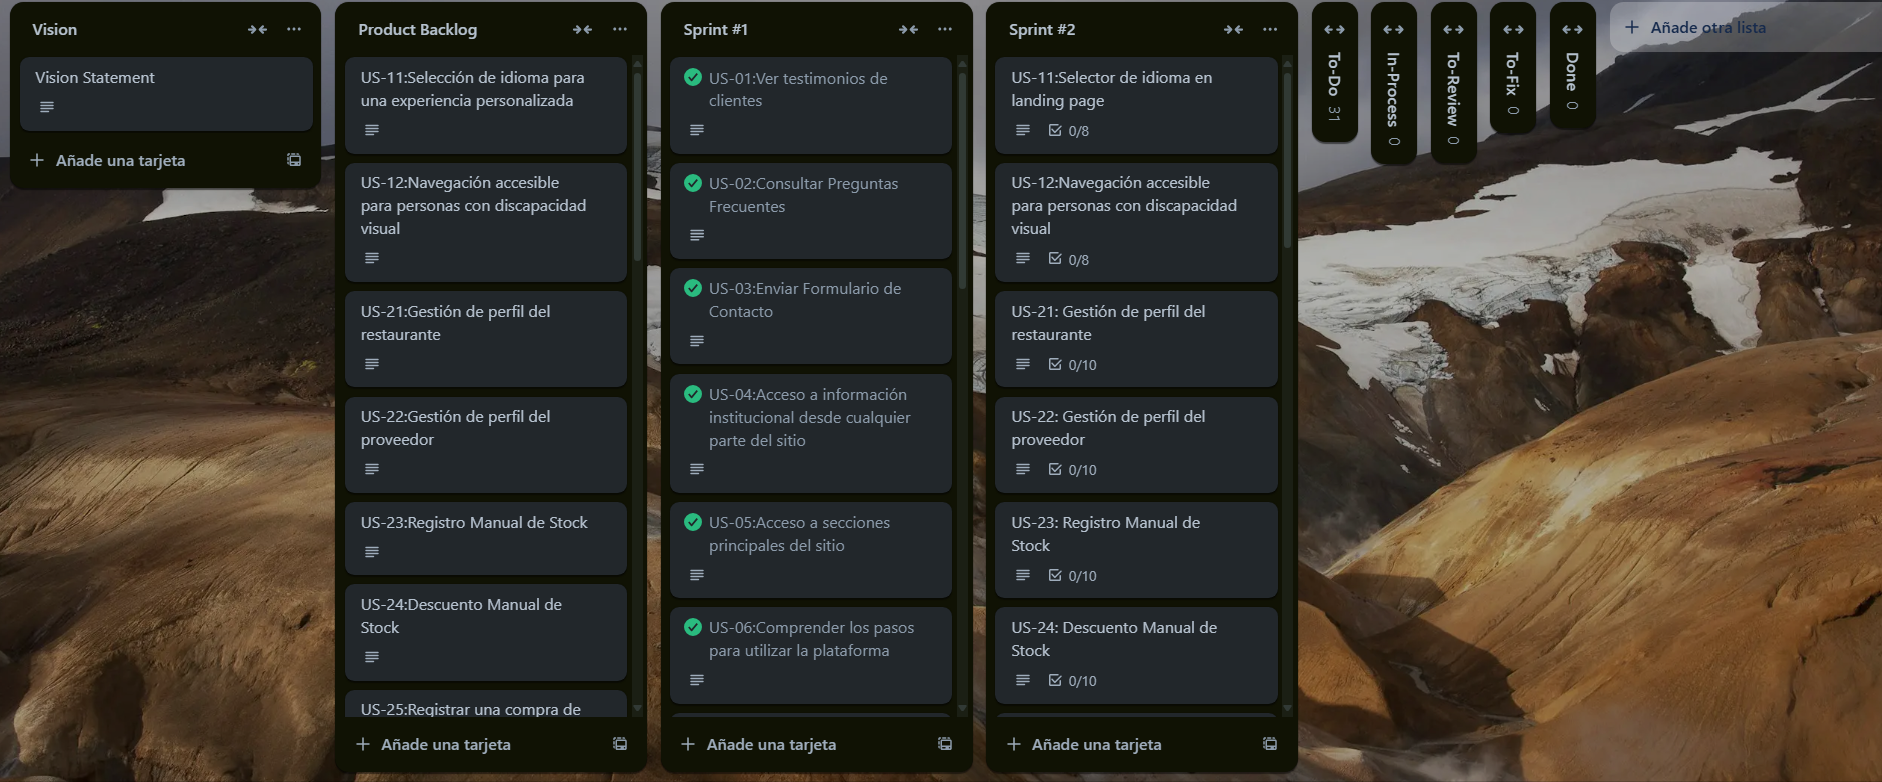 Vision
Vision Statement
Añade una tarjeta
Product Backlog
US-11:Selección de idioma para
una experiencia personalizada
US-12:Navegación accesible
para personas con discapacidad
visual
US-21:Gestión de perfil del
restaurante
US-22:Gestión de perfil del
proveedor
US-23:Registro Manual de Stock
US-24:Descuento Manual de
Stock
US-25:Registrar una compra de
Añade una tarjeta
Sprint #1
US-01:Ver testimonios de
clientes
US-02:Consultar Preguntas
Frecuentes
US-03:Enviar Formulario de
Contacto
US-04:Acceso a información
institucional desde cualquier
parte del sitio
US-05:Acceso a secciones
principales del sitio
US-06:Comprender los pasos
para utilizar la plataforma
Añade una tarjeta
Sprint #2
US-11:Selector de idioma en
landing page
0/8
US-12:Navegación accesible
para personas con discapacidad
visual
0/8
US-21: Gestión de perfil del
restaurante
0/10
US-22: Gestión de perfil del
proveedor
0/10
US-23: Registro Manual de
Stock
0/10
US-24: Descuento Manual de
Stock
0/10
Añade una tarjeta
To-Do 31
In-Process 0
To-Review 0
To-Fix 0
Done 0
Añade otra lista